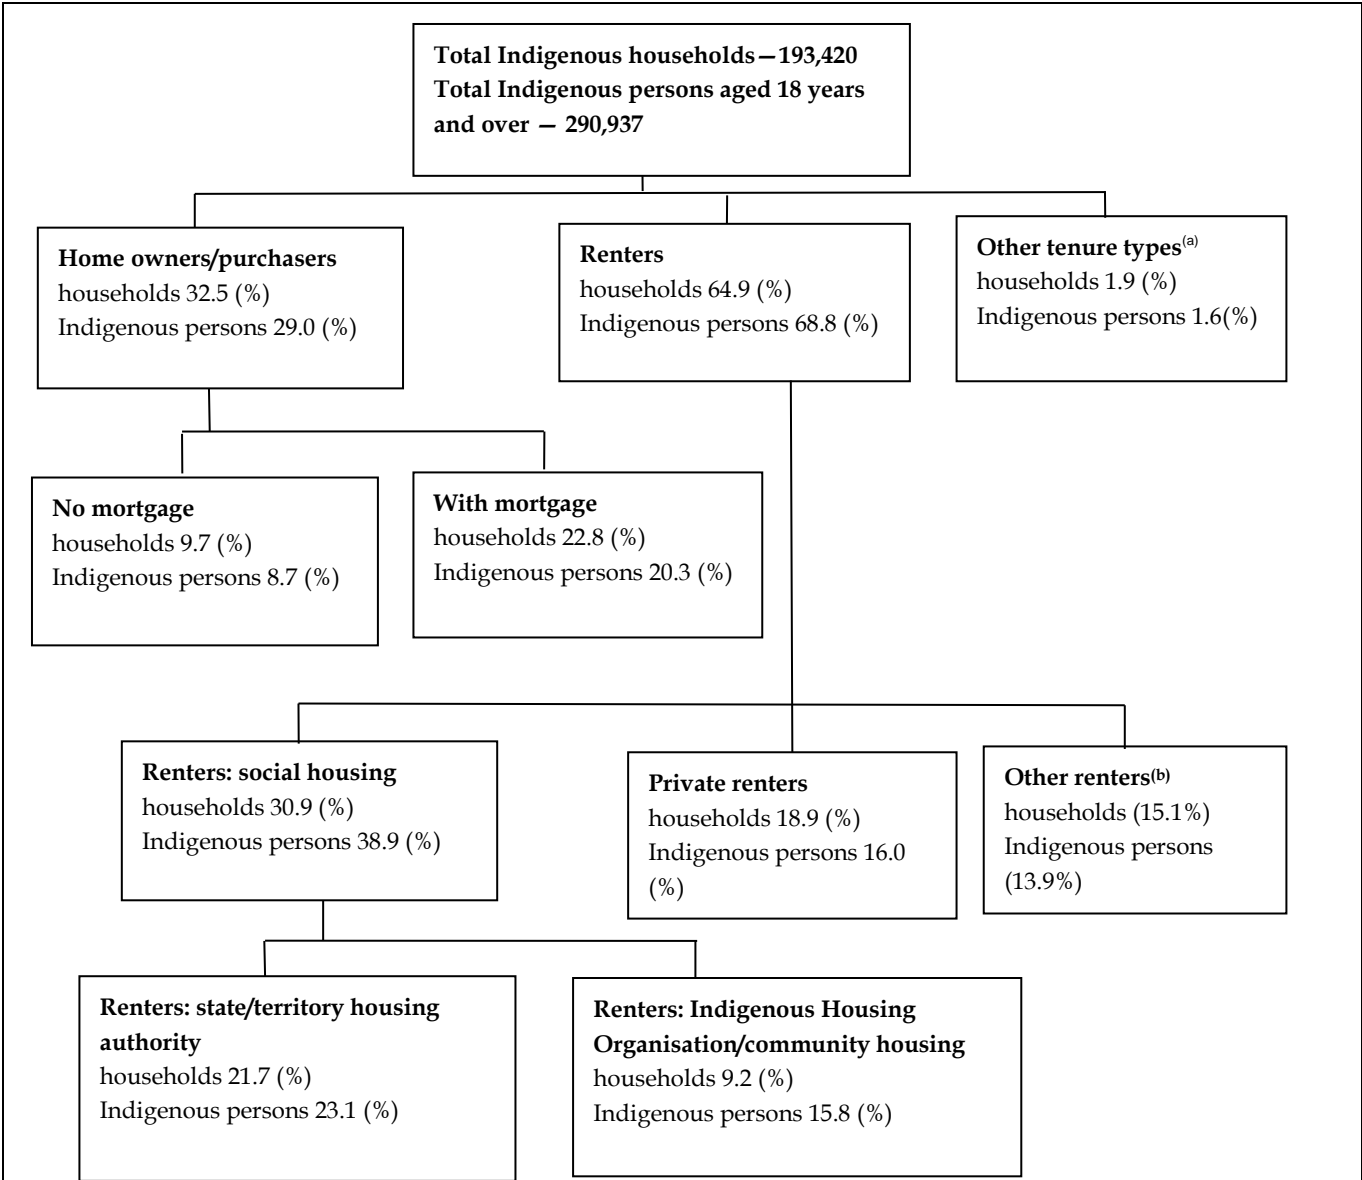 Total Indigenous households—193,420
Total Indigenous persons aged 18 years
and over — 290,937
Home owners/purchasers
households 32.5 (%)
Indigenous persons 29.0 (%)
Renters
households 64.9 (%)
Indigenous persons 68.8 (%)
Other tenure types(a)
households 1.9 (%)
Indigenous persons 1.6(%)
No mortgage
households 9.7 (%)
Indigenous persons 8.7 (%)
With mortgage
households 22.8 (%)
Indigenous persons 20.3 (%)
Renters: social housing
households 30.9 (%)
Indigenous persons 38.9 (%)
Private renters
households 18.9 (%)
Indigenous persons 16.0
(%)
Other renters(b)
households (15.1%)
Indigenous persons
(13.9%)
Renters: state/territory housing
authority
households 21.7 (%)
Indigenous persons 23.1 (%)
Renters: Indigenous Housing
Organisation/community housing
households 9.2 (%)
Indigenous persons 15.8 (%)